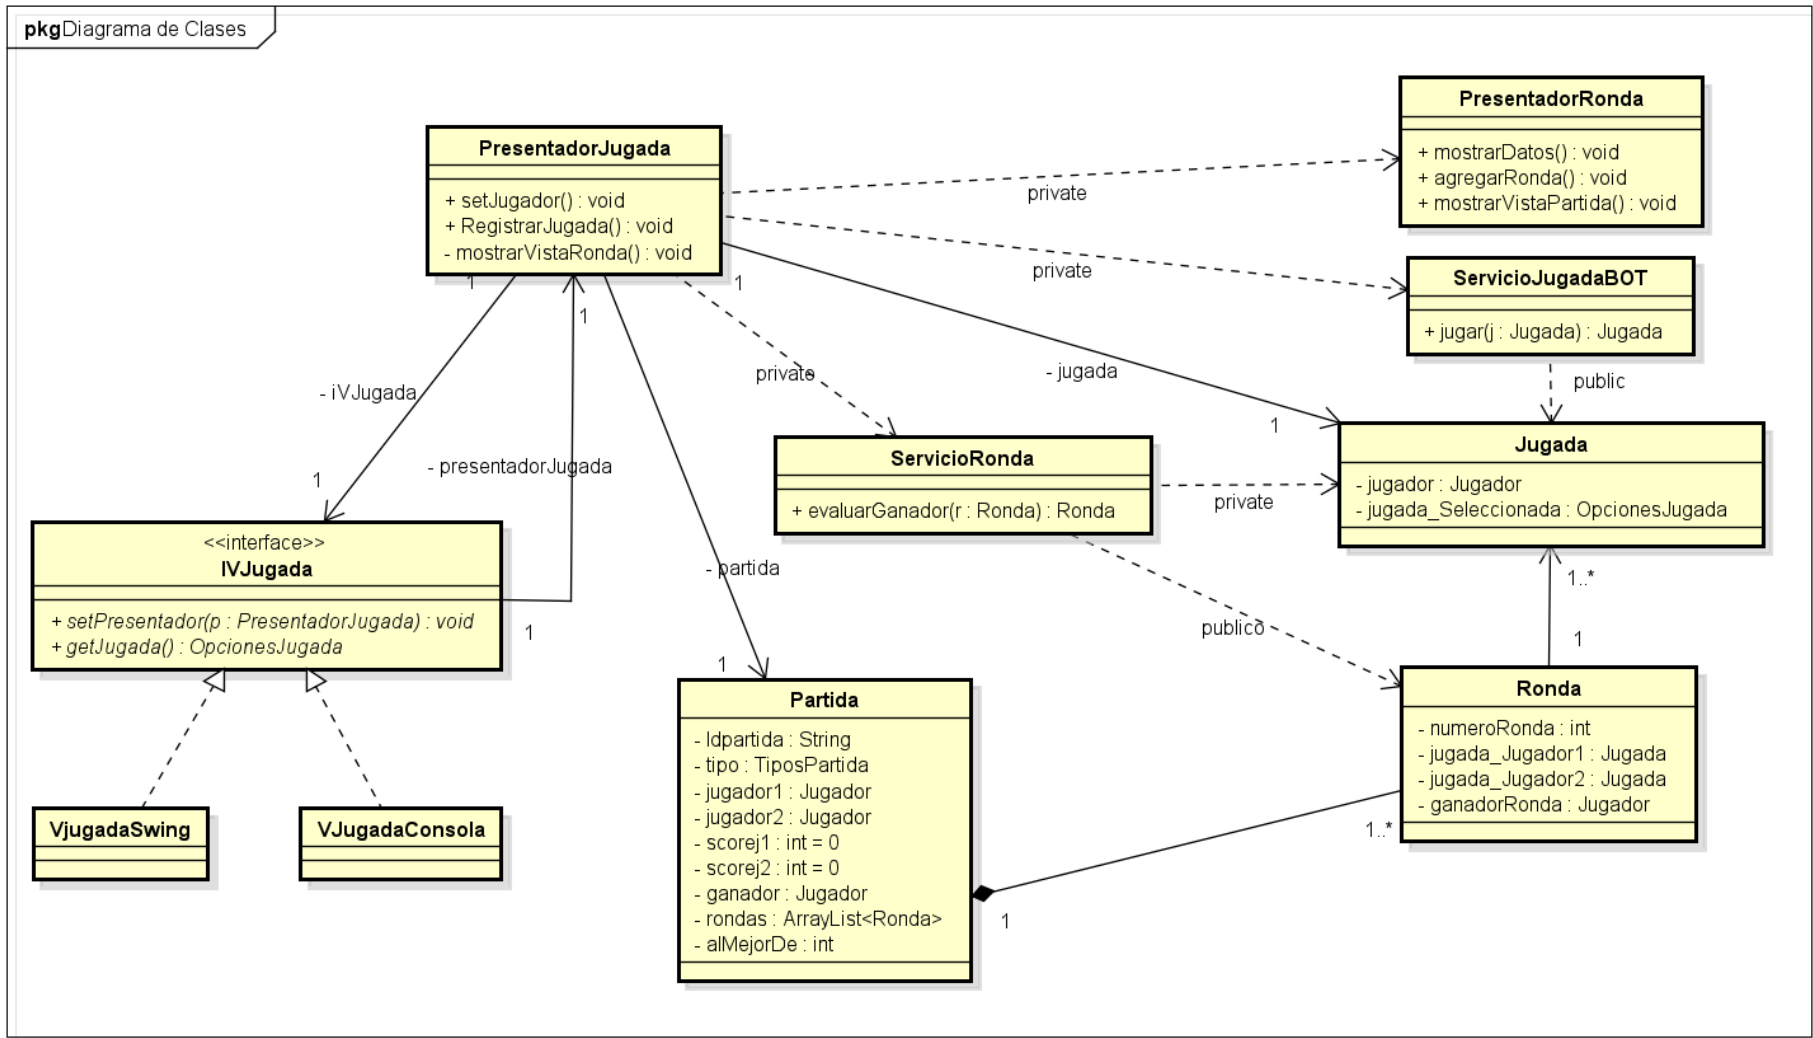 pkg Diagrama de Clases
PresentadorJugada
+ setJugador() : void
+ RegistrarJugada() : void
- mostrarVistaRonda() : void
PresentadorRonda
+ mostrarDatos() : void
+ agregarRonda() : void
+ mostrarVistaPartida() : void
private
private
ServicioJugadaBOT
+ jugar(j : Jugada) : Jugada
1
1
1
private
- jugada
1
public
- iVJugada
- presentadorJugada
1
ServicioRonda
+ evaluarGanador(r : Ronda) : Ronda
private
Jugada
- jugador : Jugador
- jugada_Seleccionada : OpcionesJugada
<<interface>>
IVJugada
+ setPresentador(p : PresentadorJugada) : void
+ getJugada() : OpcionesJugada
1
- partida
1
publico
1..*
1
Partida
- Idpartida : String
- tipo : TiposPartida
- jugador1 : Jugador
- jugador2 : Jugador
- scorej1 : int = 0
- scorej2 : int = 0
- ganador : Jugador
- rondas : ArrayList<Ronda>
- alMejorDe : int
Ronda
- numeroRonda : int
- jugada_Jugador1 : Jugada
- jugada_Jugador2 : Jugada
- ganadorRonda : Jugador
1..*
1
VjugadaSwing
VJugadaConsola